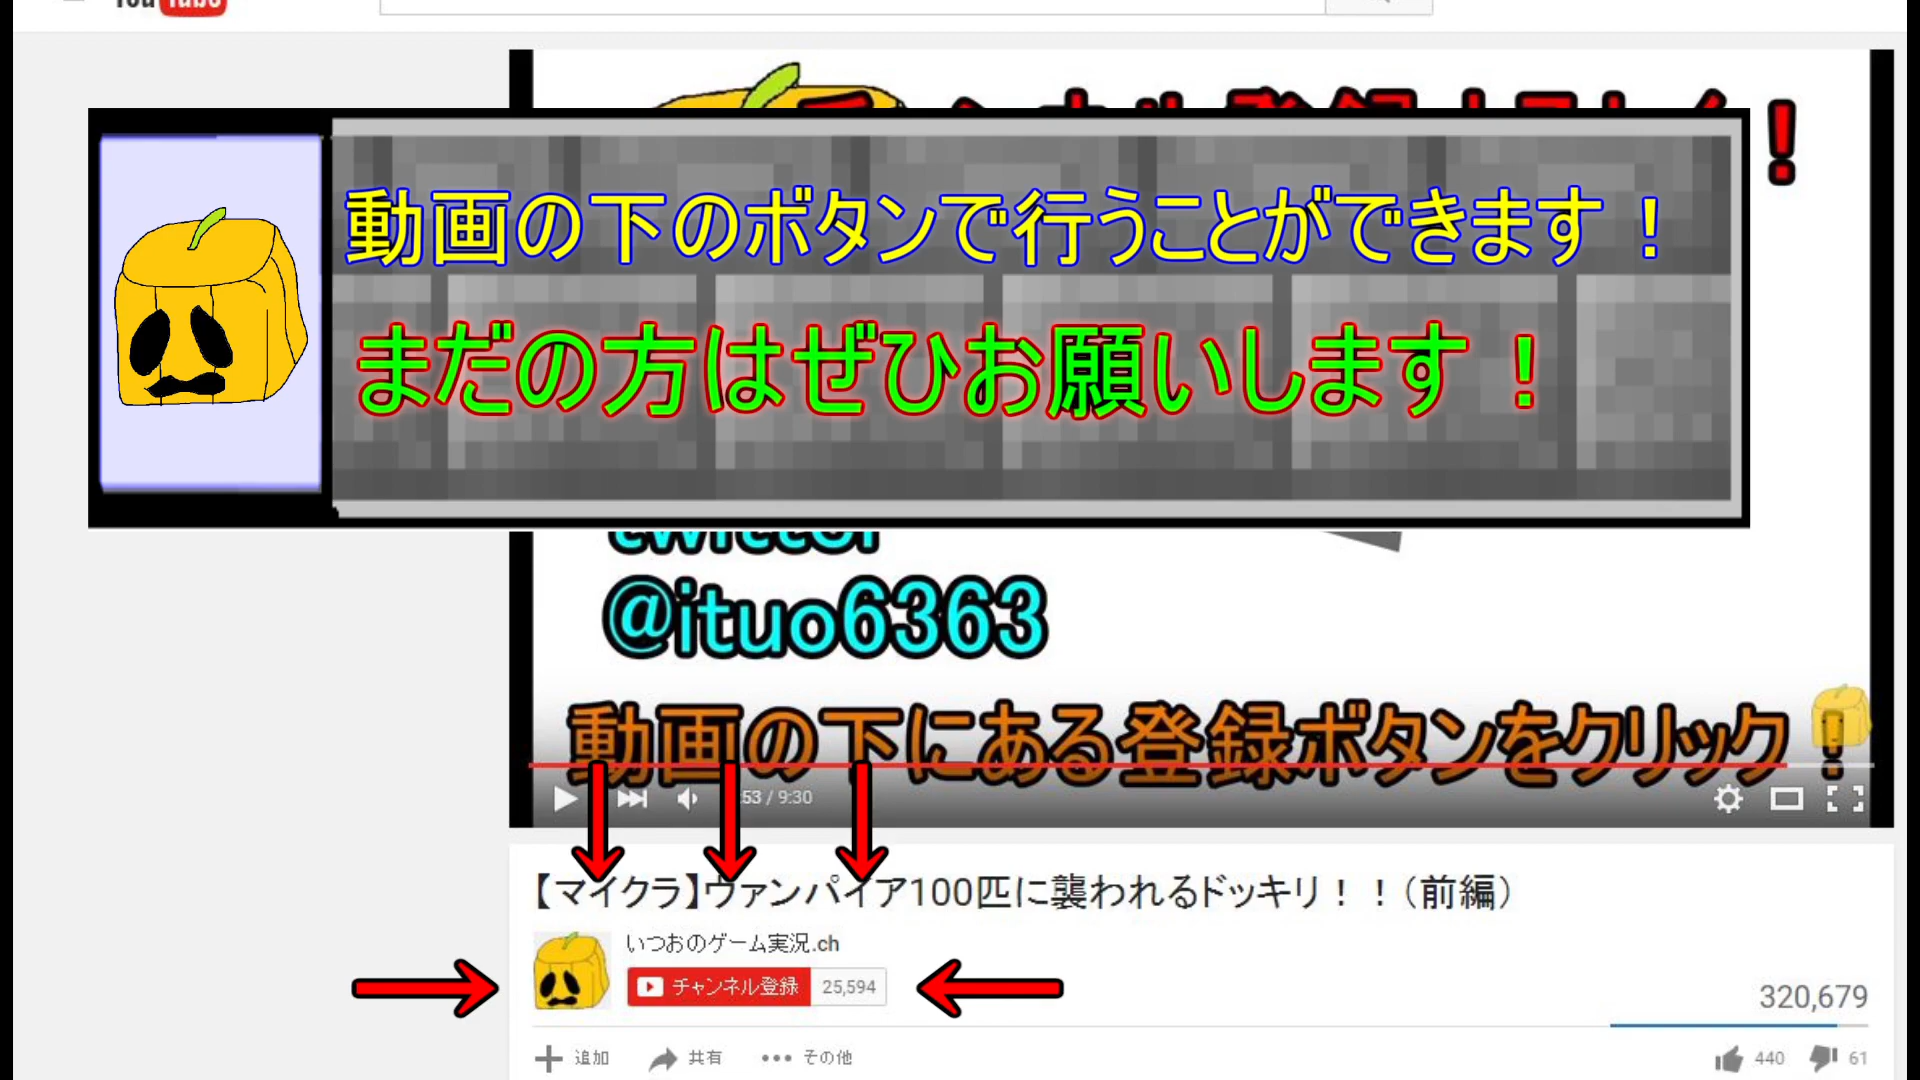 YouTube
動画の下のボタンで行うことができます！
まだの方はぜひお願いします！
twitter
@ituo6363
動画の下にある登録ボタンをクリック！
53 / 9:30
【マイクラ】ヴァンパイア100匹に襲われるドッキリ！！（前編）
いつおのゲーム実況.ch
チャンネル登録 25,594
320,679
追加 共有 その他
440 61